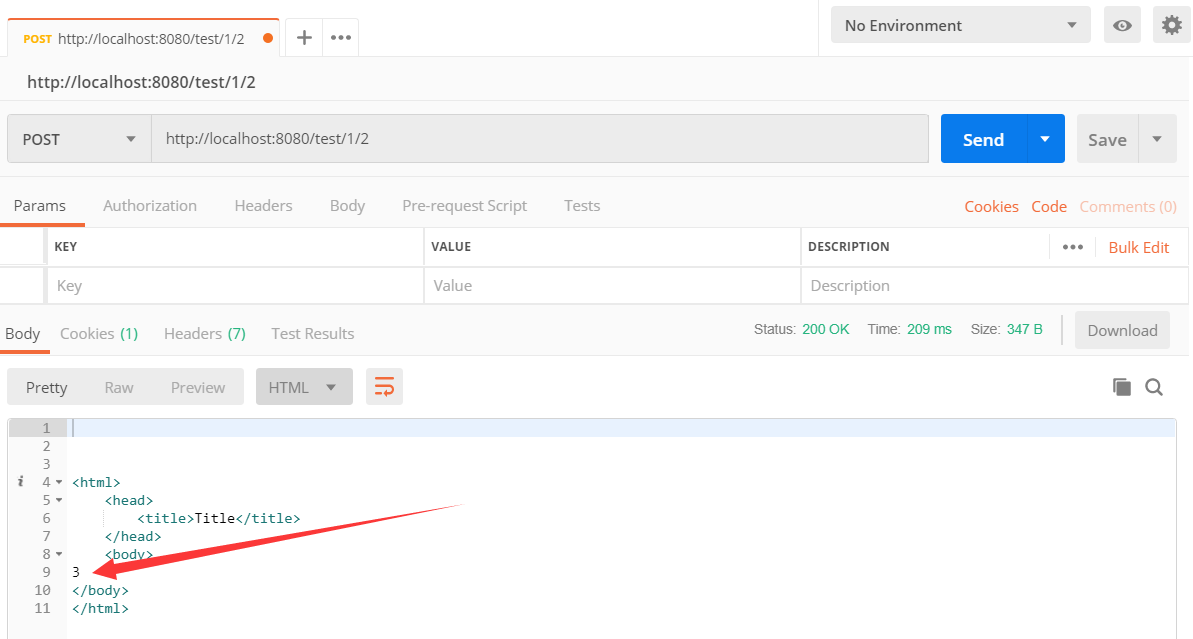 POST http://localhost:8080/test/1/2
No Environment
http://localhost:8080/test/1/2
POST http://localhost:8080/test/1/2 Send Save
Params Authorization Headers Body Pre-request Script Tests Cookies Code Comments (0)
KEY VALUE DESCRIPTION Bulk Edit
Key Value Description
Body Cookies (1) Headers (7) Test Results Status: 200 OK Time: 209 ms Size: 347 B Download
Pretty Raw Preview HTML
1
2
3
i 4 <html>
5 <head>
6 <title>Title</title>
7 </head>
8 <body>
9 3
10 </body>
11 </html>